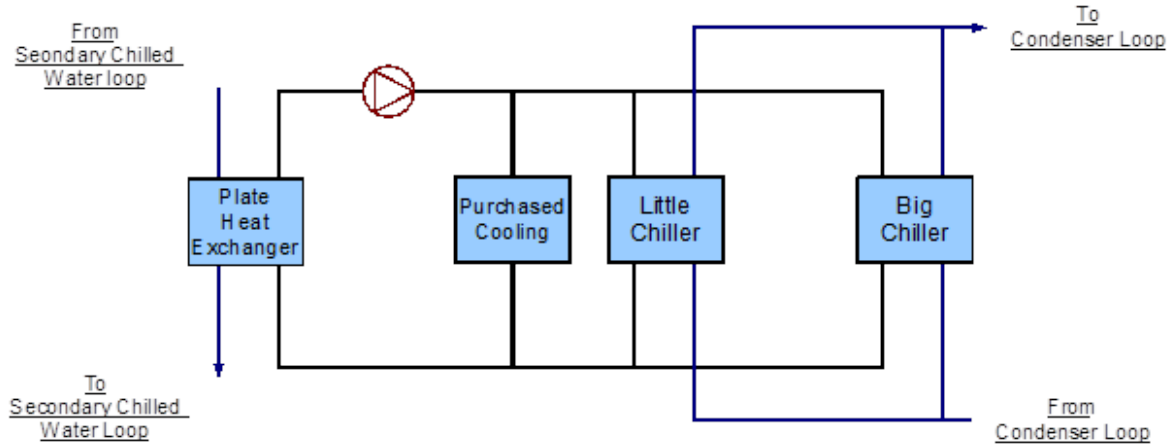 From
Seondary Chilled
Water loop
To
Condenser Loop
Plate
Heat
Exchanger
Purchased
Cooling
Little
Chiller
Big
Chiller
To
Secondary Chilled
Water Loop
From
Condenser Loop